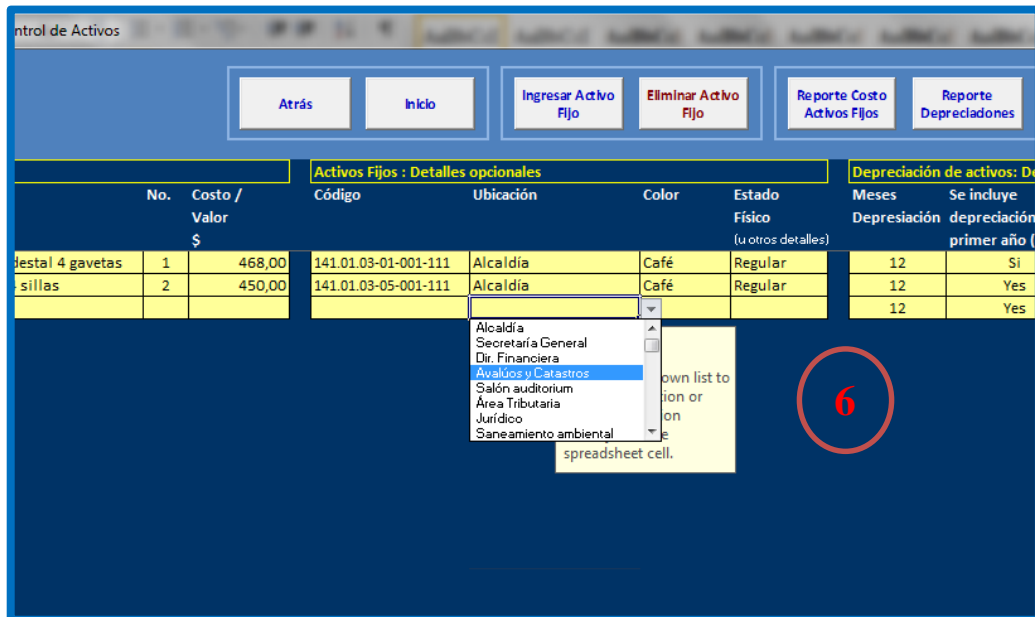 ntrol de Activos
Atrás
Inicio
Ingresar Activo
Fijo
Eliminar Activo
Fijo
Reporte Costo
Activos Fijos
Reporte
Depreciaciones
Activos Fijos : Detalles opcionales
Depreciación de activos: De
No. Costo / Código Ubicación Color Estado Meses Se incluye
Valor Físico Depresiación depreciación
$ (u otros detalles) primer año (
destal 4 gavetas 1 468,00 141.01.03-01-001-111 Alcaldía Café Regular 12 Si
sillas 2 450,00 141.01.03-05-001-111 Alcaldía Café Regular 12 Yes
12 Yes
Alcaldía
Secretaría General
Dir. Financiera
Avalúos y Catastros
Salón auditorium
Área Tributaria
Jurídico
Saneamiento ambiental
own list to
tion or
ion
e
spreadsheet cell.
6